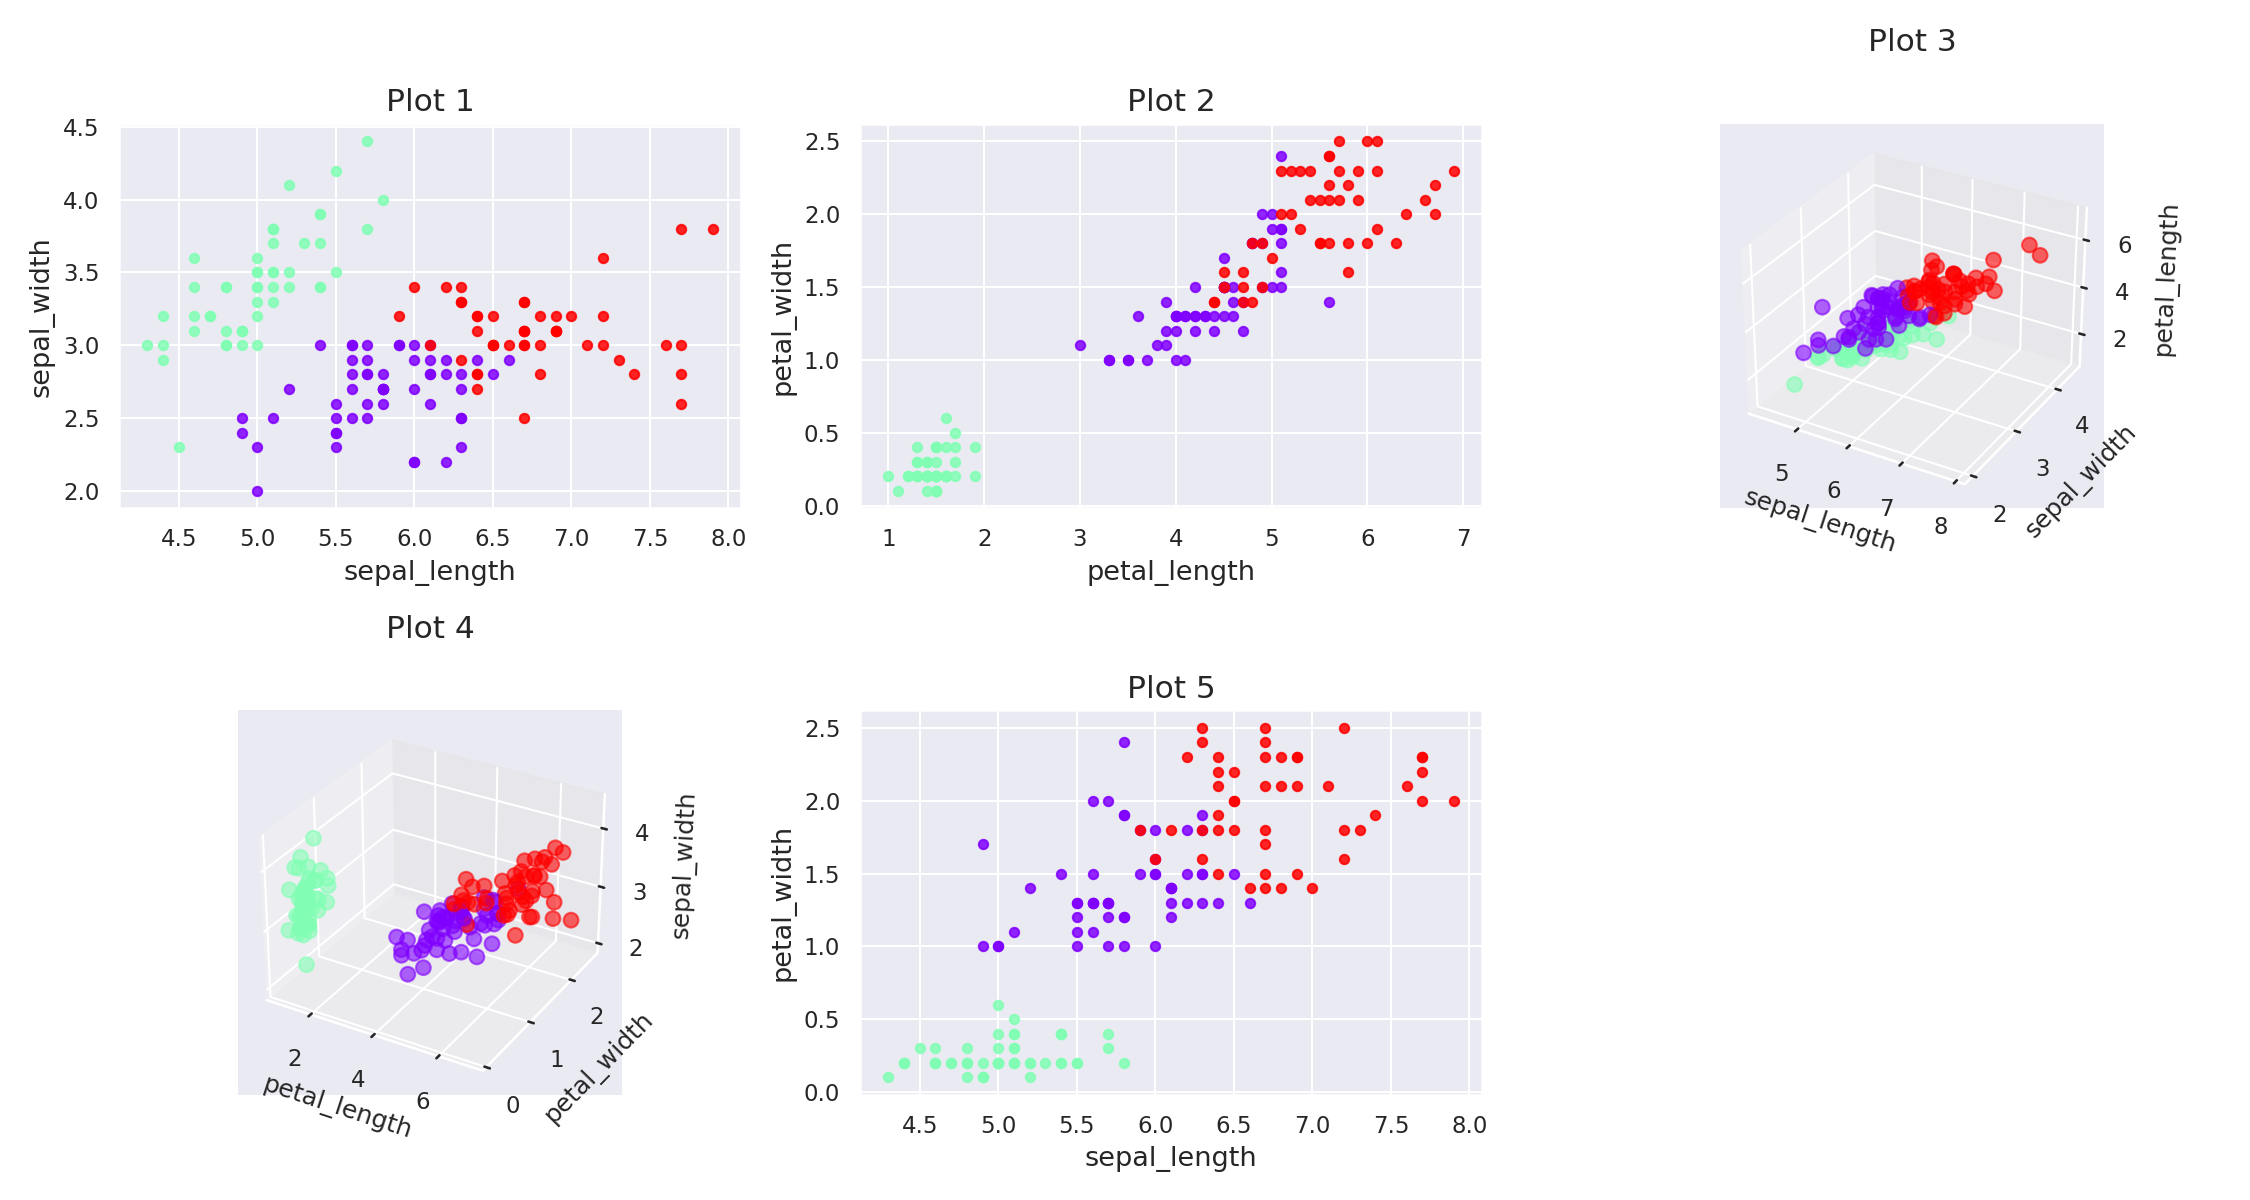 Plot 1
4.5
4.0
3.5
3.0
2.5
2.0
sepal_width
4.5 5.0 5.5 6.0 6.5 7.0 7.5 8.0
sepal_length
Plot 2
2.5
2.0
1.5
1.0
0.5
0.0
petal_width
1 2 3 4 5 6 7
petal_length
Plot 3
6
4
2
petal_length
4
3
2
sepal_width
5 6 7 8
sepal_length
Plot 4
4
3
2
sepal_width
2
1
0
petal_width
2 4 6
petal_length
Plot 5
2.5
2.0
1.5
1.0
0.5
0.0
petal_width
4.5 5.0 5.5 6.0 6.5 7.0 7.5 8.0
sepal_length